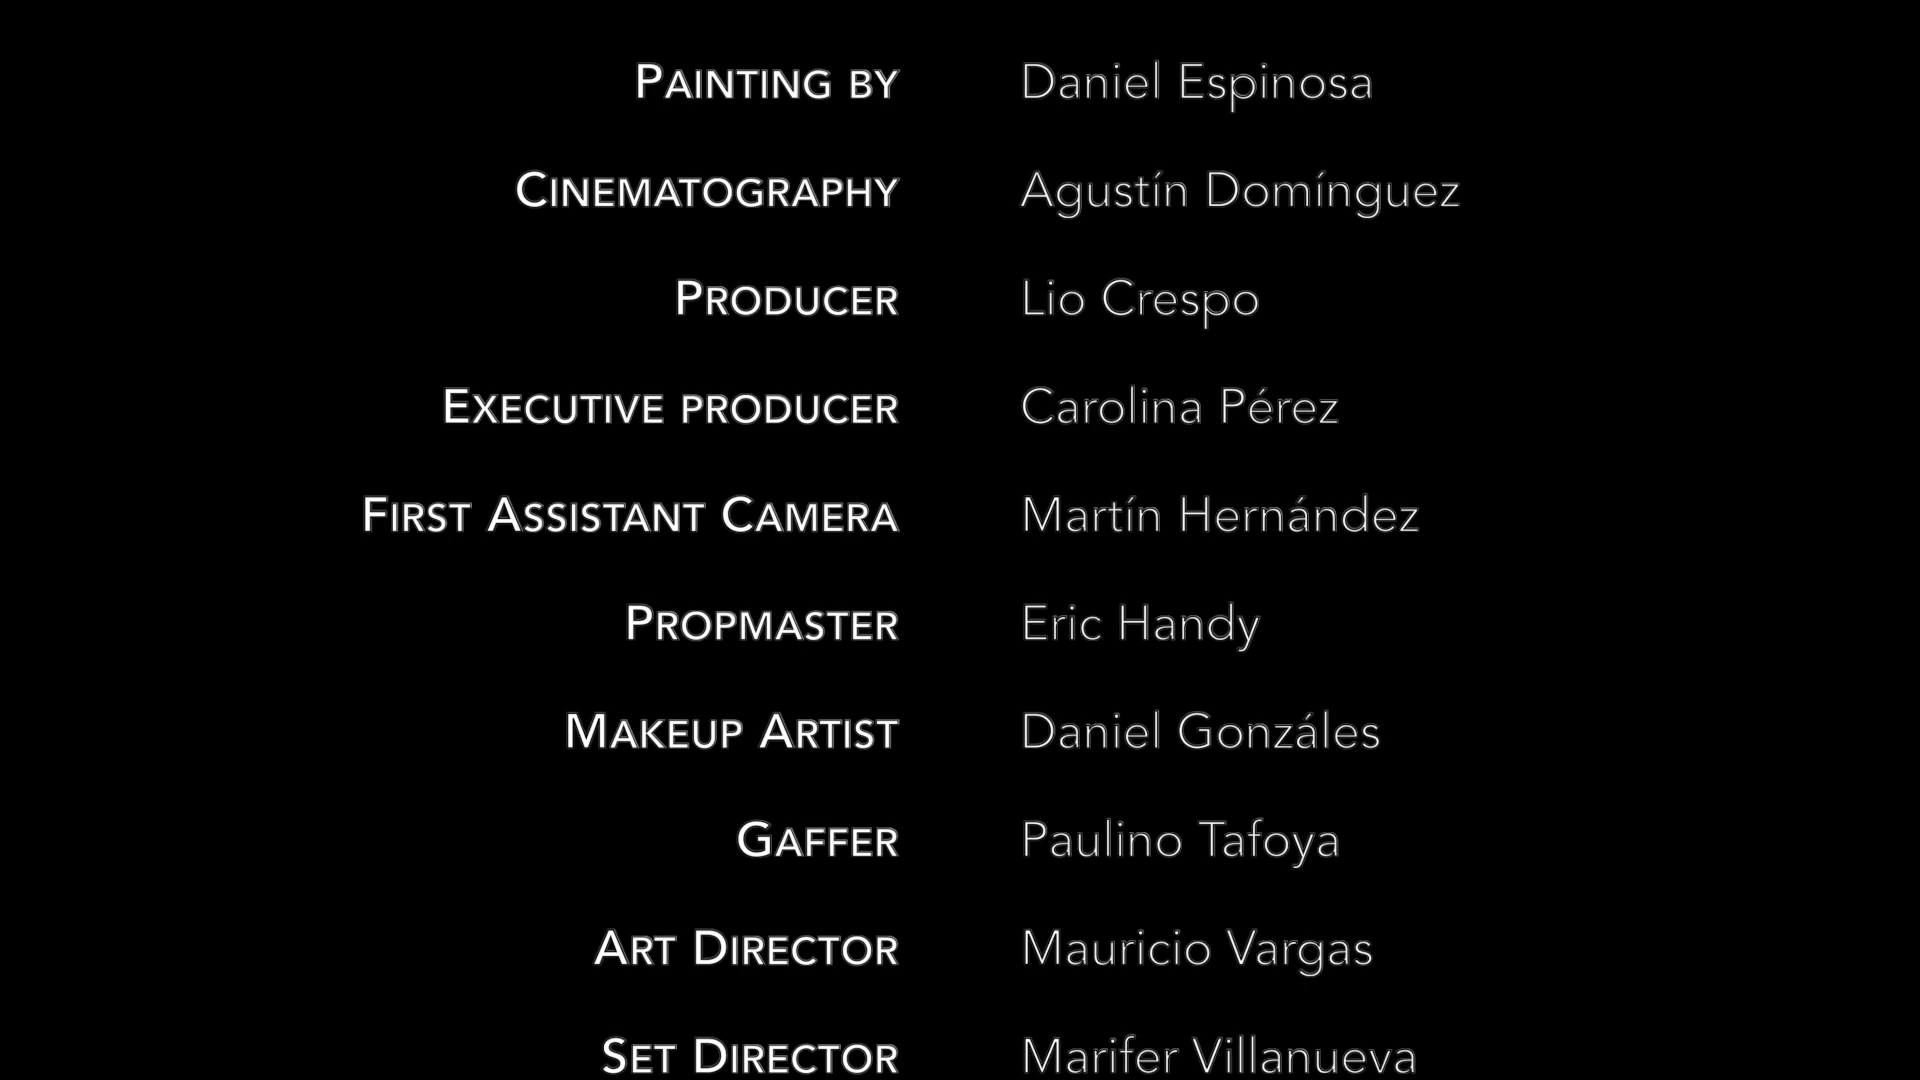 Painting by Daniel Espinosa
Cinematography Agustín Domínguez
Producer Lio Crespo
Executive producer Carolina Pérez
First Assistant Camera Martín Hernández
Propmaster Eric Handy
Makeup Artist Daniel Gonzáles
Gaffer Paulino Tafoya
Art Director Mauricio Vargas
Set Director Marifer Villanueva